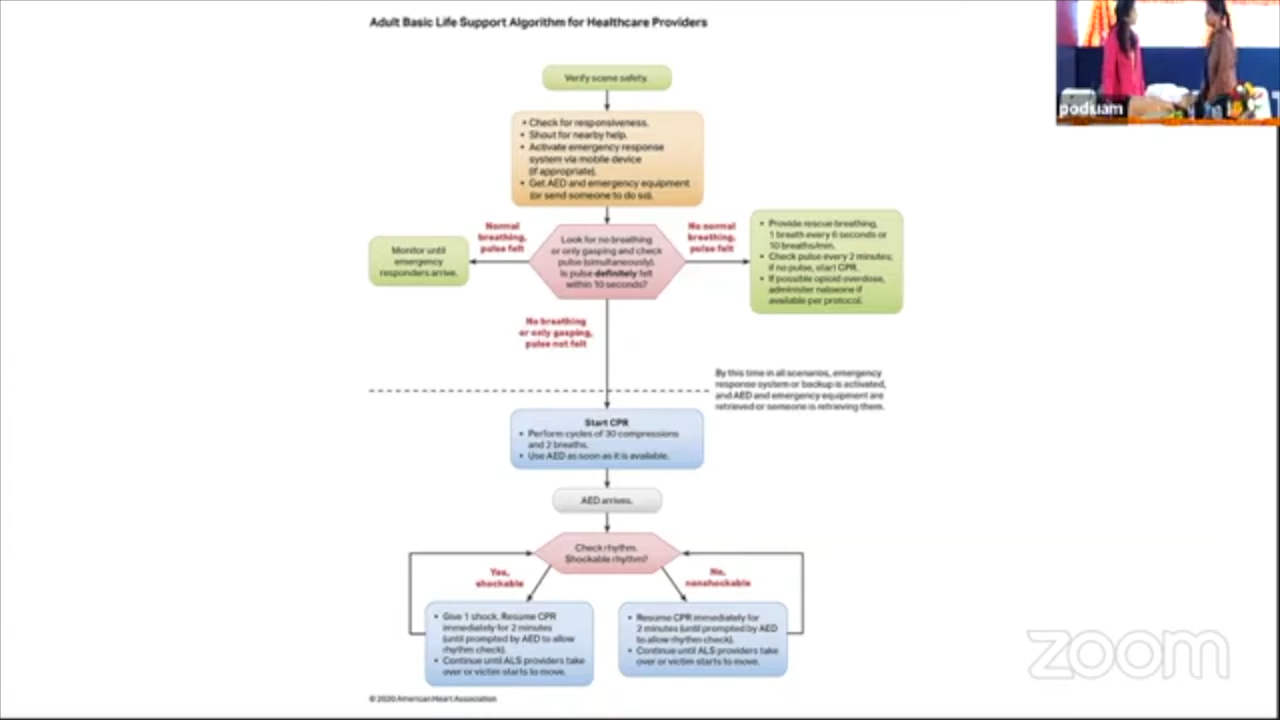 Adult Basic Life Support Algorithm for Healthcare Providers
poduam
Verify scene safety.
• Check for responsiveness.
• Shout for nearby help.
• Activate emergency response
system via mobile device
(if appropriate).
• Get AED and emergency equipment
(or send someone to do so).
Normal
breathing,
pulse felt
Monitor until
emergency
responders arrive.
Look for no breathing
or only gasping and check
pulse (simultaneously).
Is pulse definitely felt
within 10 seconds?
No normal
breathing,
pulse felt
• Provide rescue breathing,
1 breath every 6 seconds or
10 breaths/min.
• Check pulse every 2 minutes;
if no pulse, start CPR.
• If possible opioid overdose,
administer naloxone if
available per protocol.
No breathing
or only gasping,
pulse not felt
By this time in all scenarios, emergency
response system or backup is activated,
and AED and emergency equipment are
retrieved or someone is retrieving them.
Start CPR
• Perform cycles of 30 compressions
and 2 breaths.
• Use AED as soon as it is available.
AED arrives.
Check rhythm.
Shockable rhythm?
Yes,
shockable
No,
nonshockable
• Give 1 shock. Resume CPR
immediately for 2 minutes
(until prompted by AED to allow
rhythm check).
• Continue until ALS providers take
over or victim starts to move.
• Resume CPR immediately for
2 minutes (until prompted by AED
to allow rhythm check).
• Continue until ALS providers take
over or victim starts to move.
© 2020 American Heart Association
zoom